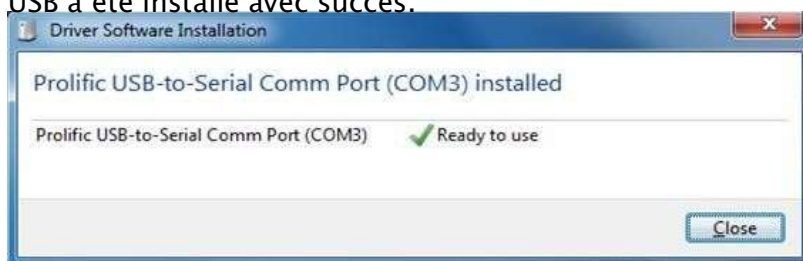 USB a été installé avec succès.
Driver Software Installation
Prolific USB-to-Serial Comm Port (COM3) installed
Prolific USB-to-Serial Comm Port (COM3) Ready to use
Close